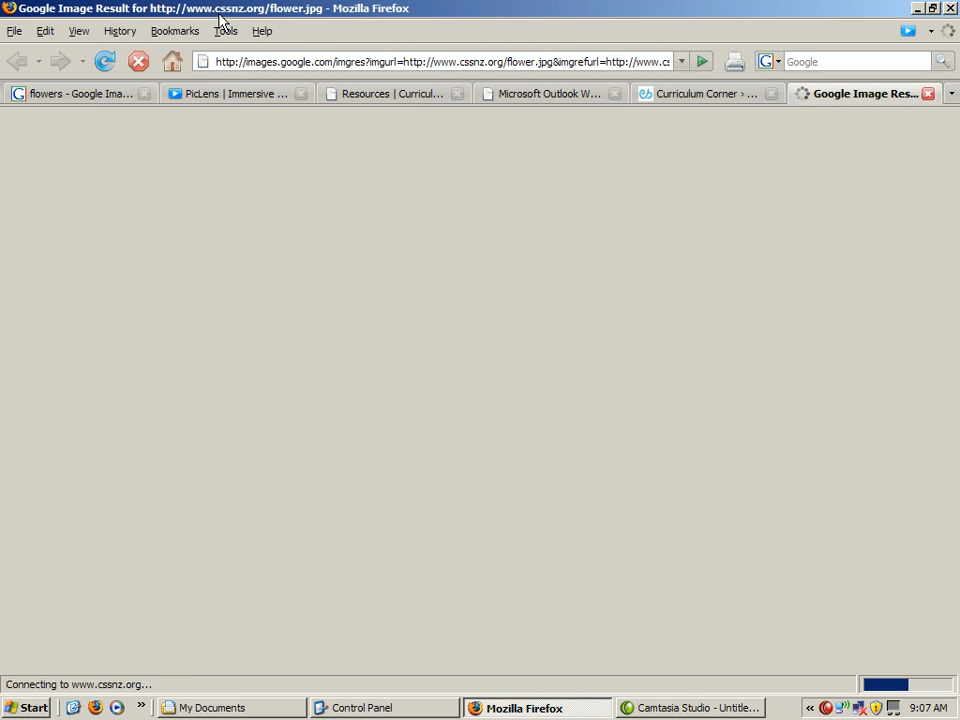 Google Image Result for http://www.cssnz.org/flower.jpg - Mozilla Firefox
File Edit View History Bookmarks Tools Help
http://images.google.com/imgres?imgurl=http://www.cssnz.org/flower.jpg&imgrefurl=http://www.cs Google
flowers - Google Ima... PicLens | Immersive ... Resources | Curricul... Microsoft Outlook W... Curriculum Corner › ... Google Image Res...
Connecting to www.cssnz.org...
Start » My Documents Control Panel Mozilla Firefox Camtasia Studio - Untitle... « 9:07 AM